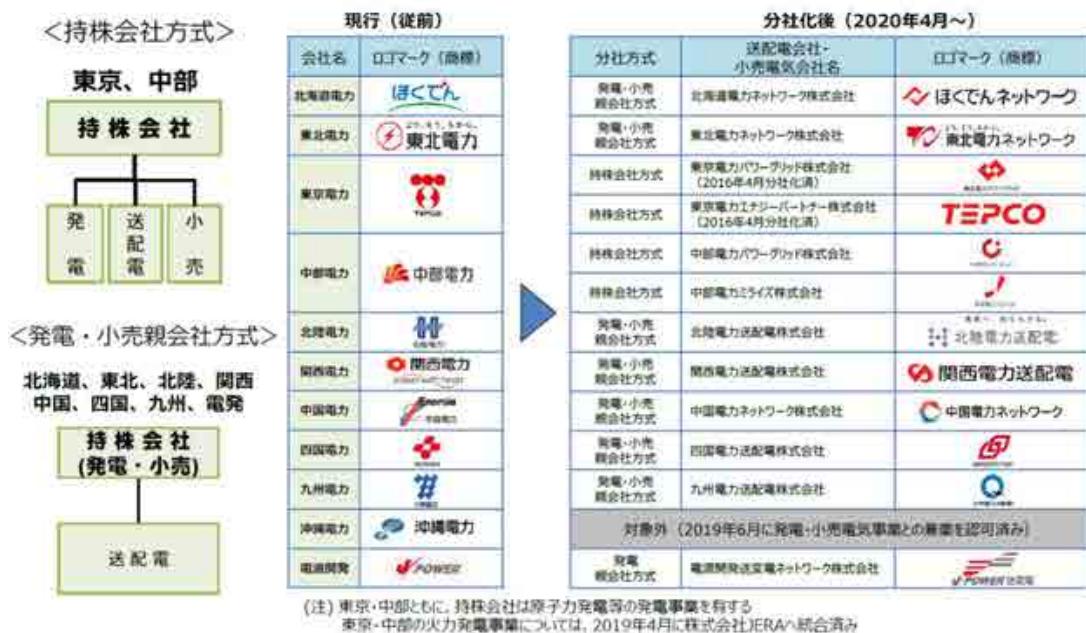 ＜持株会社方式＞
東京、中部
持株会社
発電
送配電
小売
＜発電・小売親会社方式＞
北海道、東北、北陸、関西
中国、四国、九州、電発
持株会社
(発電・小売)
送配電
現行（従前）
会社名 ロゴマーク（商標）
北海道電力 ほくでん
東北電力 より、そう、ちから。
東北電力
東京電力 TEPCO
中部電力 中部電力
北陸電力 北陸電力
関西電力 関西電力
中国電力 Energia
中国電力
四国電力
九州電力
沖縄電力 沖縄電力
電源開発 J-POWER
分社化後（2020年4月～）
分社方式 送配電会社・
小売電気会社名 ロゴマーク（商標）
発電・小売
親会社方式 北海道電力ネットワーク株式会社 ほくでんネットワーク
発電・小売
親会社方式 東北電力ネットワーク株式会社 東北電力ネットワーク
持株会社方式 東京電力パワーグリッド株式会社
（2016年4月分社化済）
持株会社方式 東京電力エナジーパートナー株式会社
（2016年4月分社化済） TEPCO
持株会社方式 中部電力パワーグリッド株式会社
持株会社方式 中部電力ミライズ株式会社
発電・小売
親会社方式 北陸電力送配電株式会社 北陸電力送配電
発電・小売
親会社方式 関西電力送配電株式会社 関西電力送配電
発電・小売
親会社方式 中国電力ネットワーク株式会社 中国電力ネットワーク
発電・小売
親会社方式 四国電力送配電株式会社
発電・小売
親会社方式 九州電力送配電株式会社
対象外（2019年6月に発電・小売電気事業との兼業を認可済み）
発電
親会社方式 電源開発送変電ネットワーク株式会社 J-POWER送変電
(注) 東京・中部ともに、持株会社は原子力発電等の発電事業を有する
東京・中部の火力発電事業については、2019年4月に株式会社JERAへ統合済み